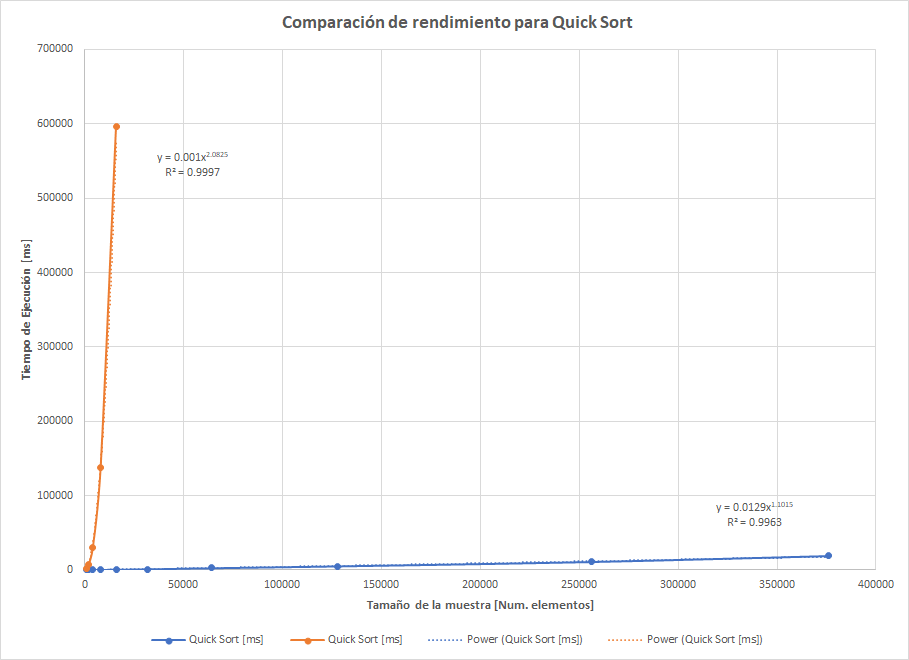 Comparación de rendimiento para Quick Sort
700000
600000
500000
400000
300000
200000
100000
0
Tiempo de Ejecución [ms]
y = 0.001x^2.0825
R² = 0.9997
y = 0.0129x^1.1015
R² = 0.9963
0 50000 100000 150000 200000 250000 300000 350000 400000
Tamaño de la muestra [Num. elementos]
Quick Sort [ms] Quick Sort [ms] Power (Quick Sort [ms]) Power (Quick Sort [ms])